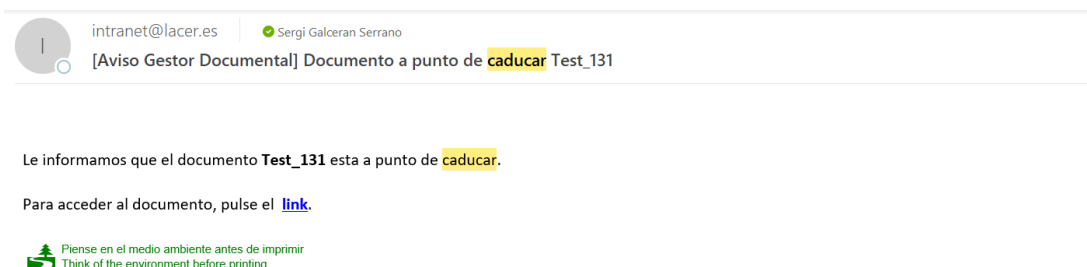 I
intranet@lacer.es Sergi Galceran Serrano
[Aviso Gestor Documental] Documento a punto de caducar Test_131
Le informamos que el documento Test_131 esta a punto de caducar.
Para acceder al documento, pulse el link.
Piense en el medio ambiente antes de imprimir
Think of the environment before printing